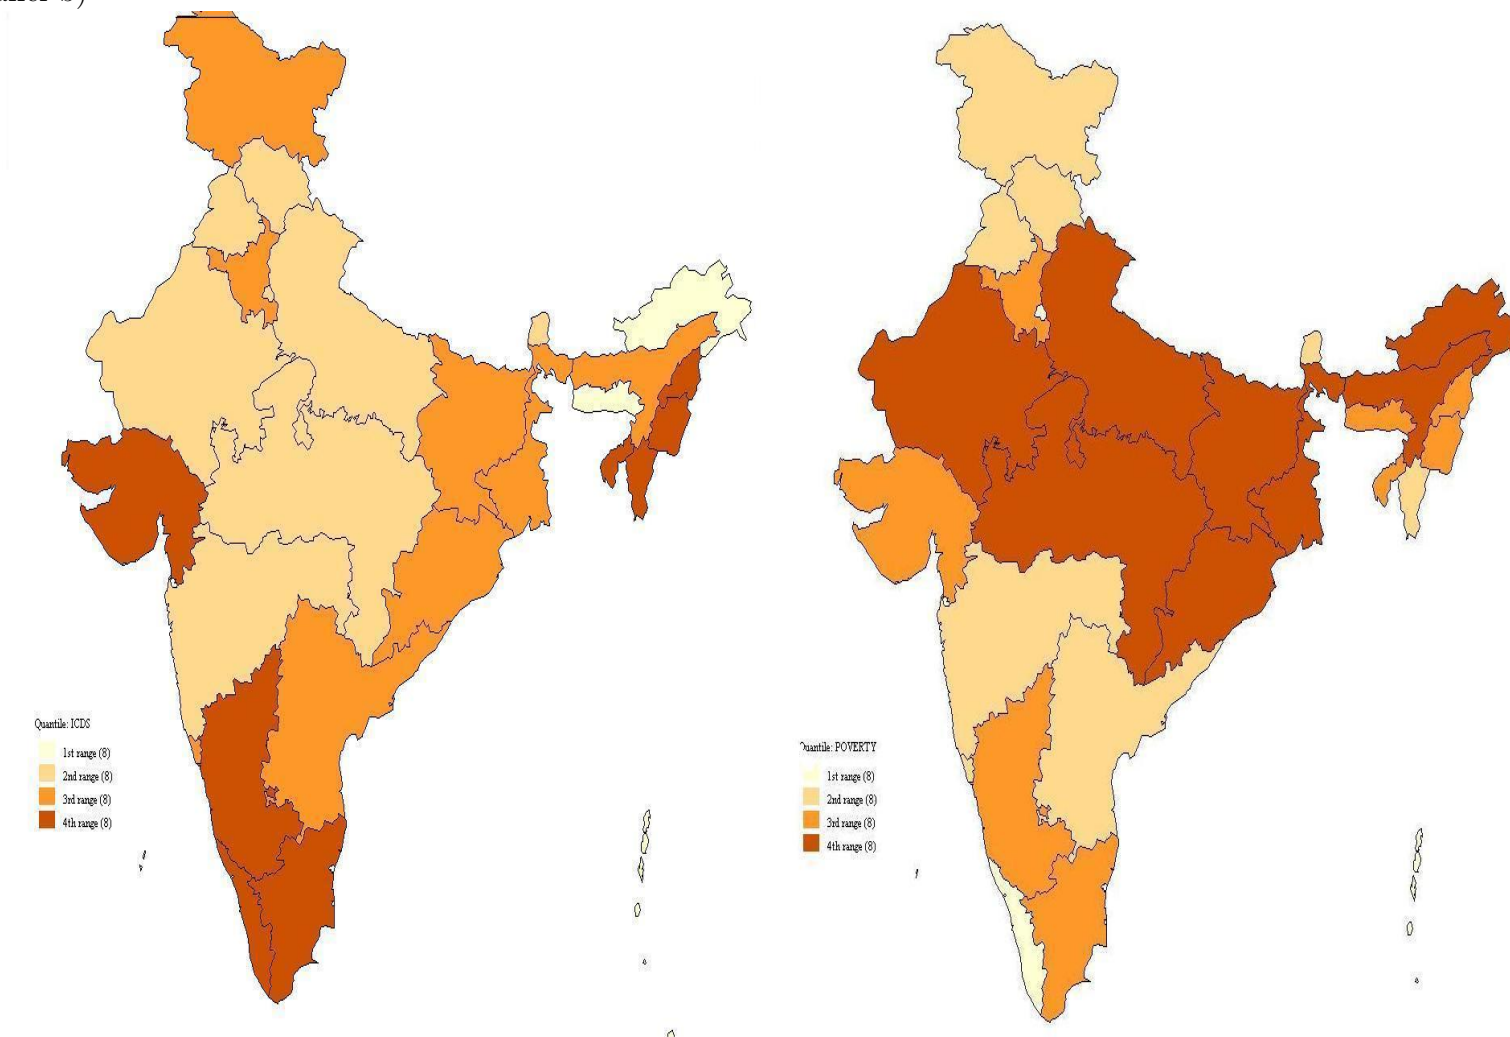 Quantile: ICDS
1st range (8)
2nd range (8)
3rd range (8)
4th range (8)
uantile: POVERTY
1st range (8)
2nd range (8)
3rd range (8)
4th range (8)